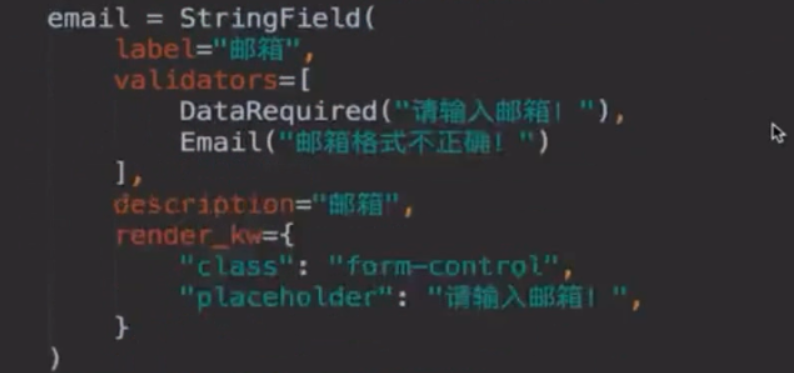 email = StringField(
    label="邮箱",
    validators=[
        DataRequired("请输入邮箱！"),
        Email("邮箱格式不正确！")
    ],
    description="邮箱",
    render_kw={
        "class": "form-control",
        "placeholder": "请输入邮箱！",
    }
)